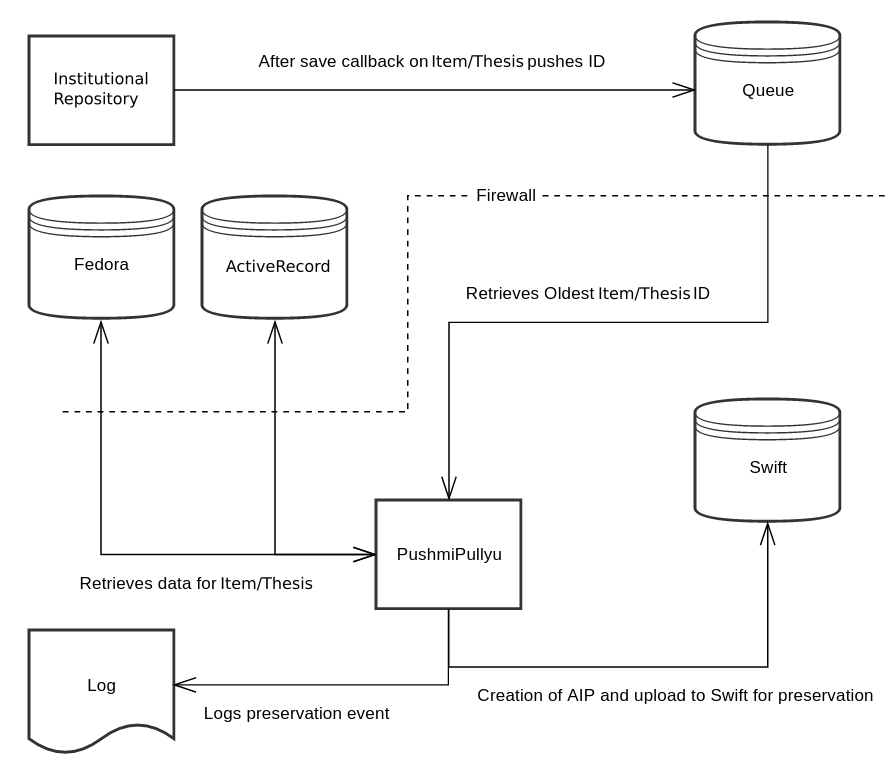 After save callback on Item/Thesis pushes ID
Institutional
Repository
Queue
Firewall
Fedora
ActiveRecord
Retrieves Oldest Item/Thesis ID
Swift
PushmiPullyu
Retrieves data for Item/Thesis
Log
Creation of AIP and upload to Swift for preservation
Logs preservation event